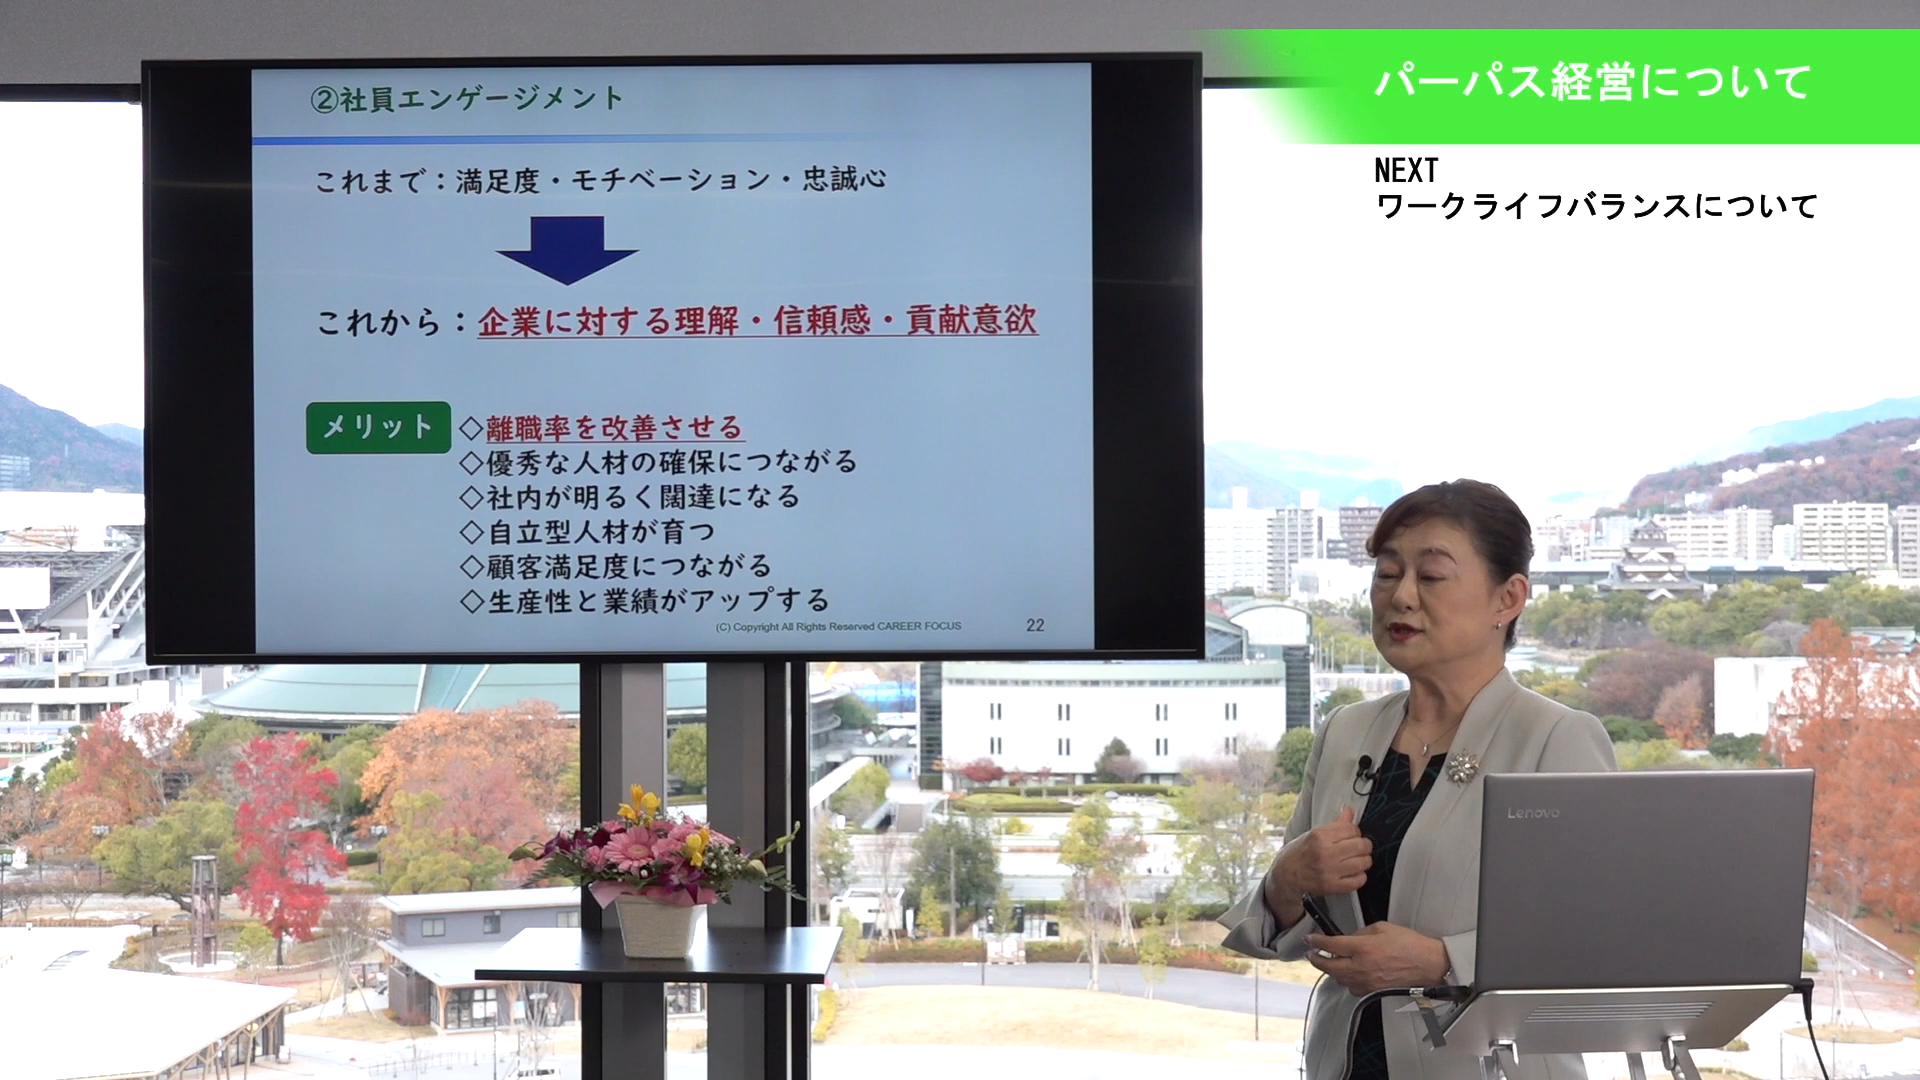 ②社員エンゲージメント
これまで：満足度・モチベーション・忠誠心
これから：企業に対する理解・信頼感・貢献意欲
メリット
◇離職率を改善させる
◇優秀な人材の確保につながる
◇社内が明るく闊達になる
◇自立型人材が育つ
◇顧客満足度につながる
◇生産性と業績がアップする
(C) Copyright All Rights Reserved CAREER FOCUS
22
パーパス経営について
NEXT
ワークライフバランスについて
Lenovo